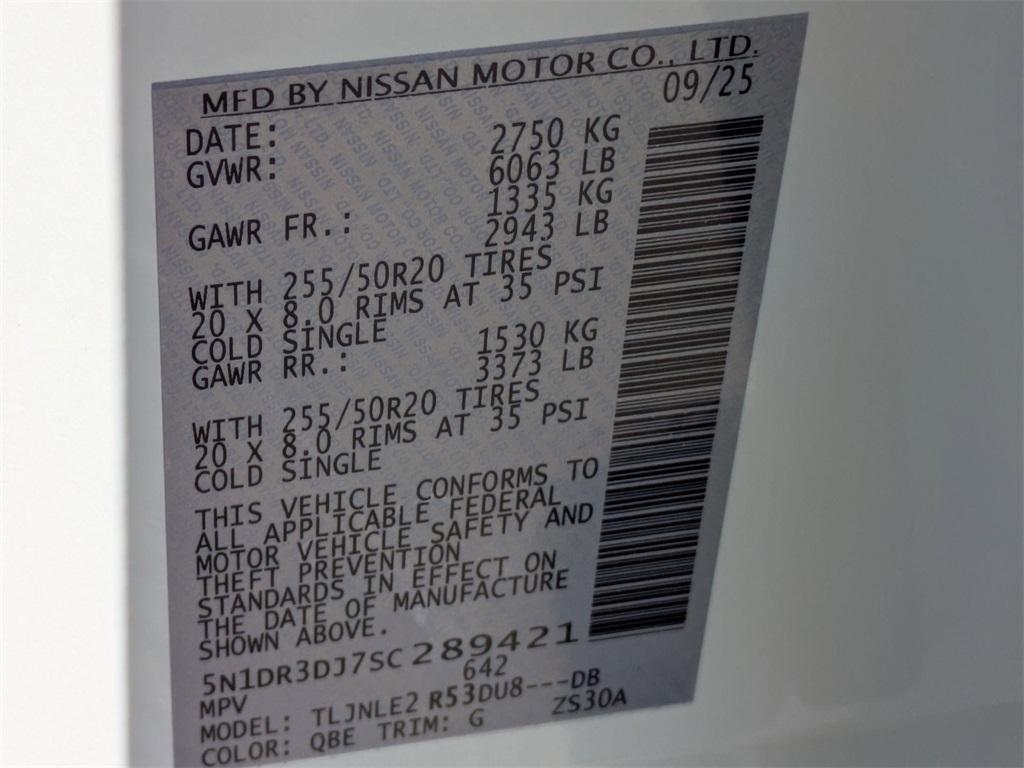 MFD BY NISSAN MOTOR CO., LTD.
DATE: 09/25
GVWR: 2750 KG
6063 LB
GAWR FR.: 1335 KG
2943 LB
WITH 255/50R20 TIRES
20 X 8.0 RIMS AT 35 PSI
COLD SINGLE
GAWR RR.: 1530 KG
3373 LB
WITH 255/50R20 TIRES
20 X 8.0 RIMS AT 35 PSI
COLD SINGLE
THIS VEHICLE CONFORMS TO
ALL APPLICABLE FEDERAL
MOTOR VEHICLE SAFETY AND
THEFT PREVENTION
STANDARDS IN EFFECT ON
THE DATE OF MANUFACTURE
SHOWN ABOVE.
5N1DR3DJ7SC289421
MPV 642
MODEL: TLJNLE2 R53DU8---DB
COLOR: QBE TRIM: G ZS30A